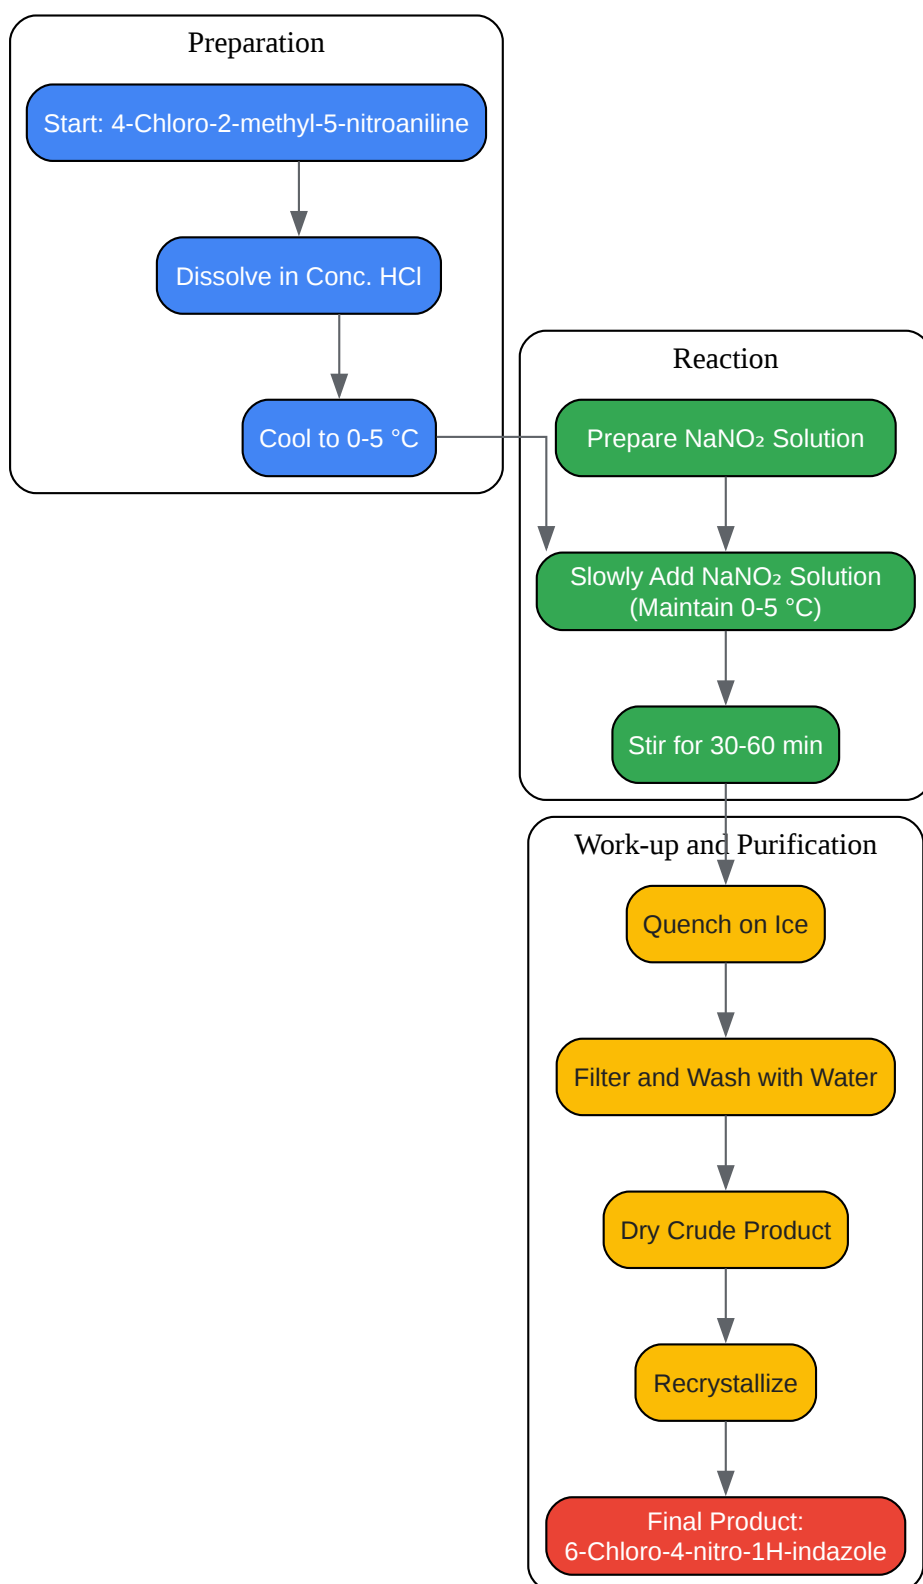 Preparation
Start: 4-Chloro-2-methyl-5-nitroaniline
Dissolve in Conc. HCl
Cool to 0-5 °C
Reaction
Prepare NaNO₂ Solution
Slowly Add NaNO₂ Solution
(Maintain 0-5 °C)
Stir for 30-60 min
Work-up and Purification
Quench on Ice
Filter and Wash with Water
Dry Crude Product
Recrystallize
Final Product:
6-Chloro-4-nitro-1H-indazole